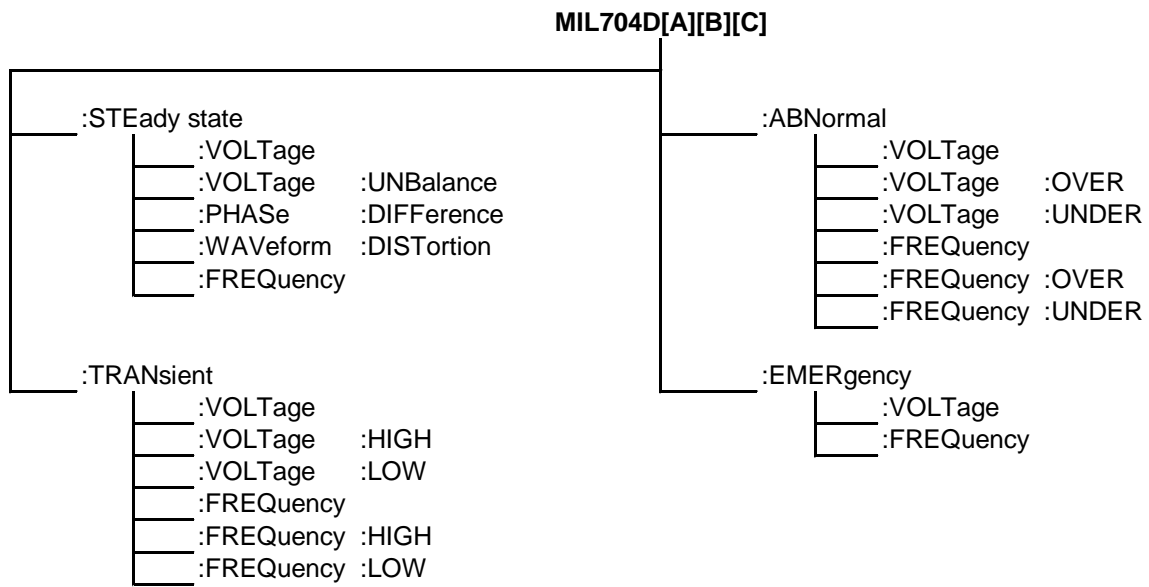 MIL704D[A][B][C]
:STEady state
:VOLTage
:VOLTage :UNBalance
:PHASe :DIFFerence
:WAVeform :DISTortion
:FREQuency
:TRANsient
:VOLTage
:VOLTage :HIGH
:VOLTage :LOW
:FREQuency
:FREQuency :HIGH
:FREQuency :LOW
:ABNormal
:VOLTage
:VOLTage :OVER
:VOLTage :UNDER
:FREQuency
:FREQuency :OVER
:FREQuency :UNDER
:EMERgency
:VOLTage
:FREQuency